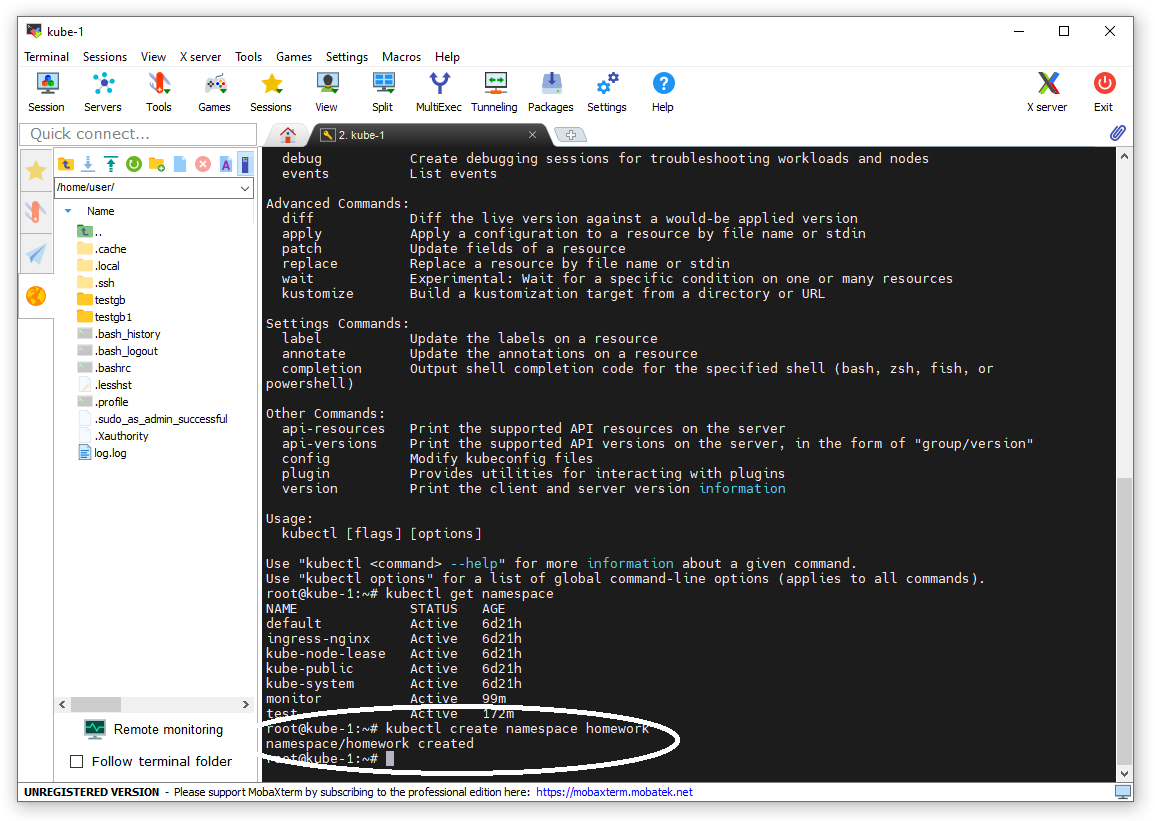 kube-1
Terminal Sessions View X server Tools Games Settings Macros Help
Session Servers Tools Games Sessions View Split MultiExec Tunneling Packages Settings Help X server Exit
Quick connect...
2. kube-1
/home/user/
Name
..
.cache
.local
.ssh
testgb
testgb1
.bash_history
.bash_logout
.bashrc
.lesshst
.profile
.sudo_as_admin_successful
.Xauthority
log.log
Remote monitoring
Follow terminal folder
debug Create debugging sessions for troubleshooting workloads and nodes
events List events
Advanced Commands:
diff Diff the live version against a would-be applied version
apply Apply a configuration to a resource by file name or stdin
patch Update fields of a resource
replace Replace a resource by file name or stdin
wait Experimental: Wait for a specific condition on one or many resources
kustomize Build a kustomization target from a directory or URL
Settings Commands:
label Update the labels on a resource
annotate Update the annotations on a resource
completion Output shell completion code for the specified shell (bash, zsh, fish, or
powershell)
Other Commands:
api-resources Print the supported API resources on the server
api-versions Print the supported API versions on the server, in the form of "group/version"
config Modify kubeconfig files
plugin Provides utilities for interacting with plugins
version Print the client and server version information
Usage:
kubectl [flags] [options]
Use "kubectl <command> --help" for more information about a given command.
Use "kubectl options" for a list of global command-line options (applies to all commands).
root@kube-1:~# kubectl get namespace
NAME STATUS AGE
default Active 6d21h
ingress-nginx Active 6d21h
kube-node-lease Active 6d21h
kube-public Active 6d21h
kube-system Active 6d21h
monitor Active 99m
test Active 172m
root@kube-1:~# kubectl create namespace homework
namespace/homework created
root@kube-1:~#
UNREGISTERED VERSION - Please support MobaXterm by subscribing to the professional edition here: https://mobaxterm.mobatek.net